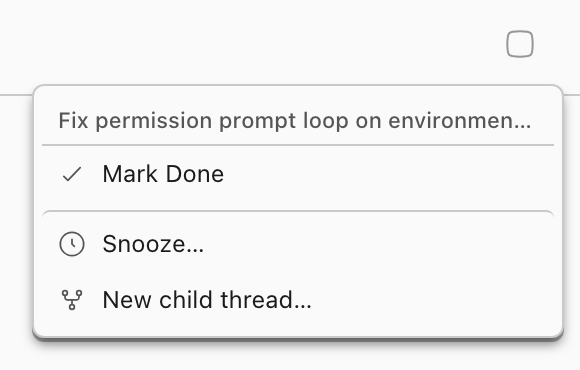 Fix permission prompt loop on environmen...
Mark Done
Snooze...
New child thread...